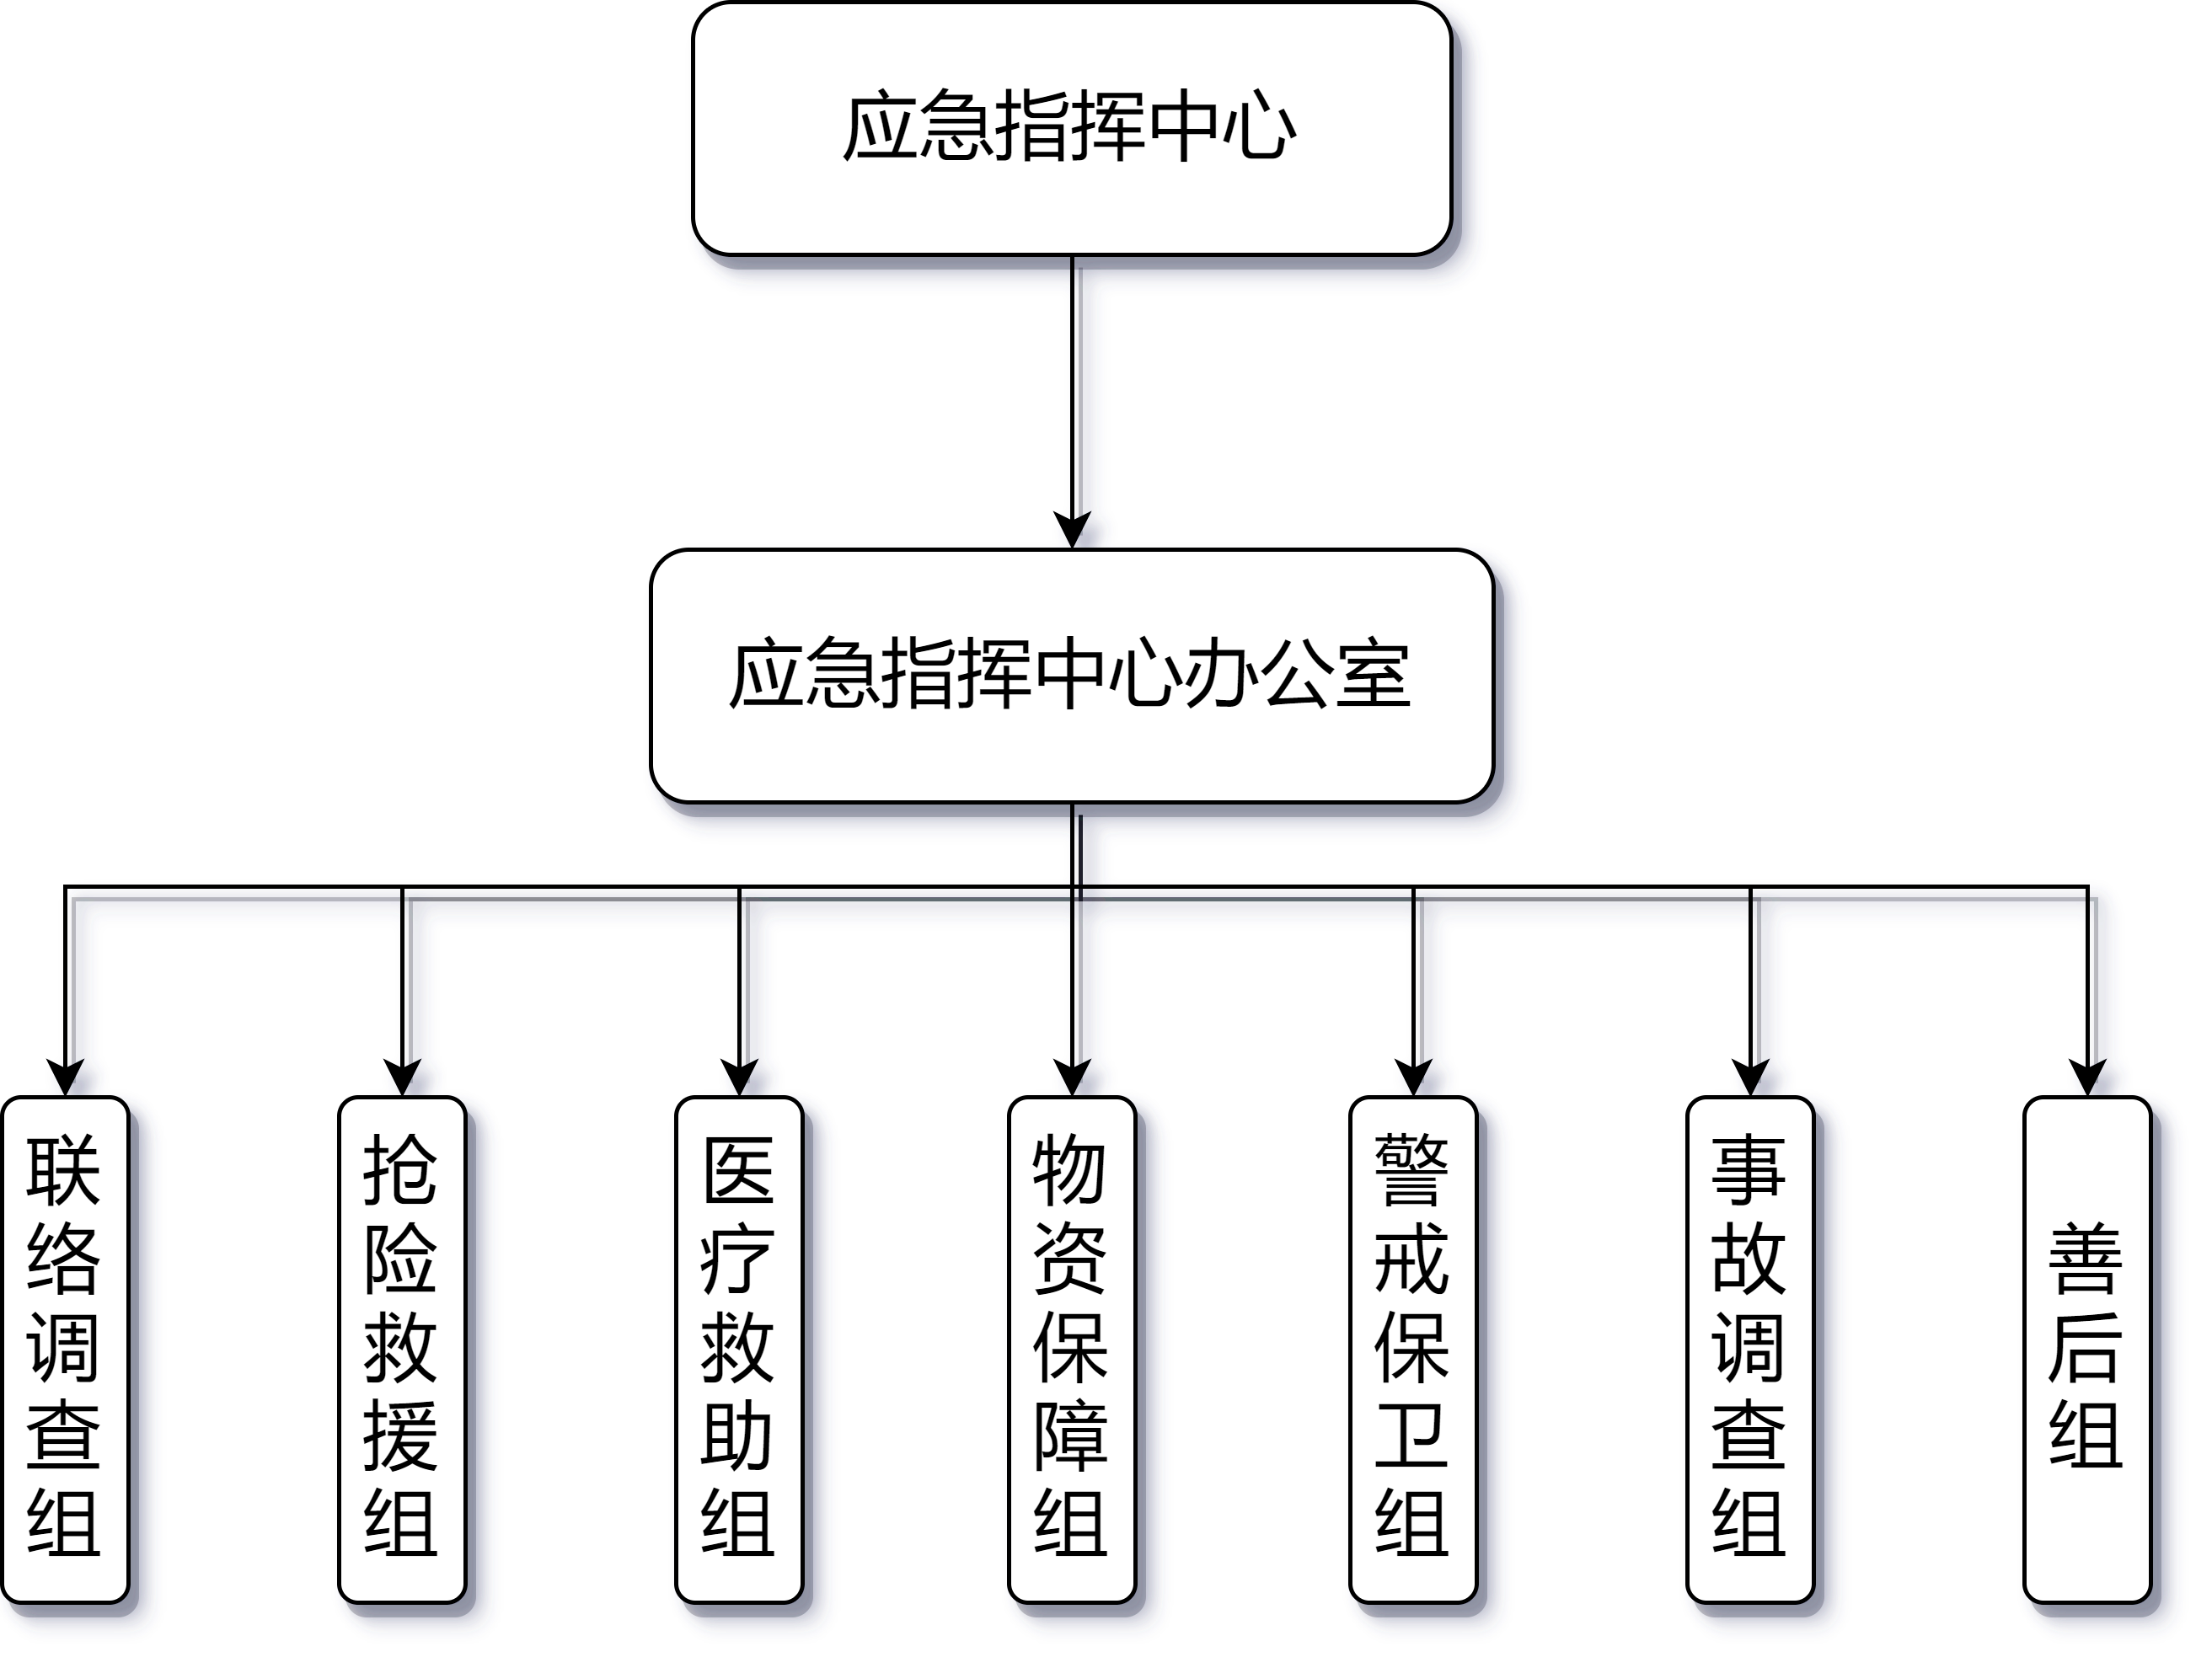 应急指挥中心
应急指挥中心办公室
联络调查组
抢险救援组
医疗救助组
物资保障组
警戒保卫组
事故调查组
善后组